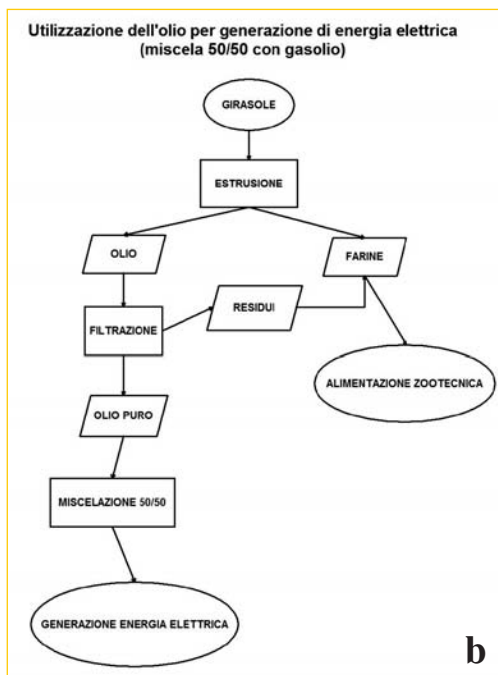 Utilizzazione dell'olio per generazione di energia elettrica
(miscela 50/50 con gasolio)
GIRASOLE
ESTRUSIONE
OLIO
FARINE
RESIDUI
FILTRAZIONE
ALIMENTAZIONE ZOOTECNICA
OLIO PURO
MISCELAZIONE 50/50
GENERAZIONE ENERGIA ELETTRICA
b